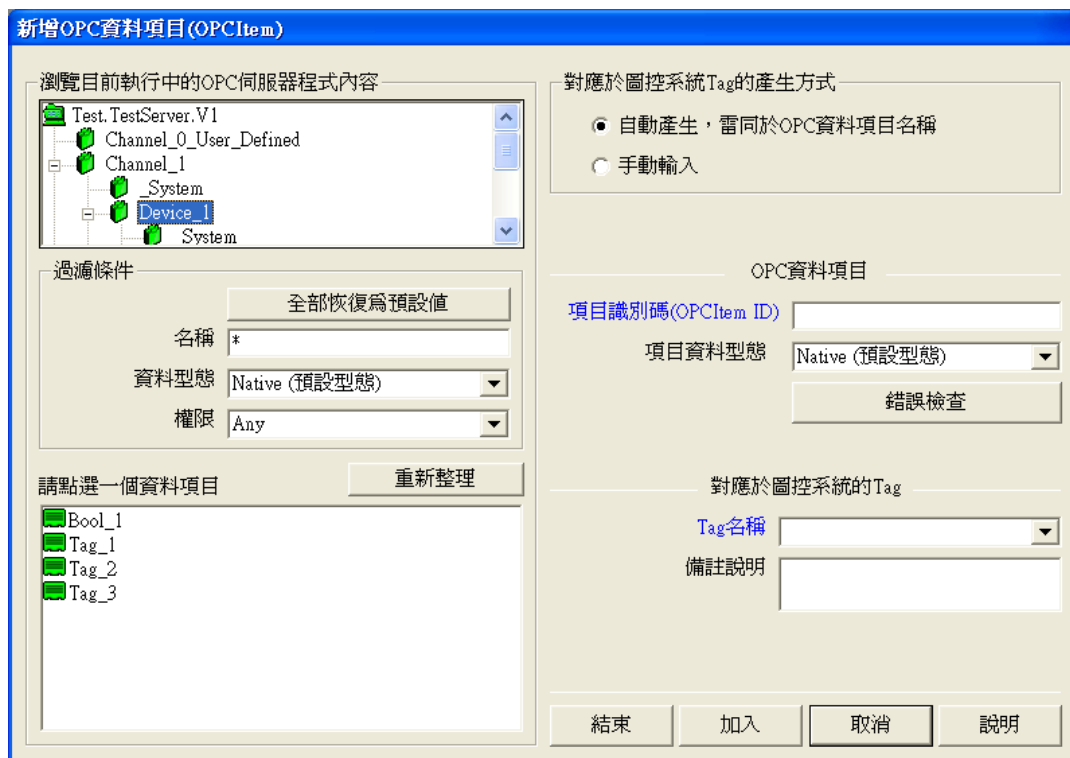 新增OPC資料項目(OPCItem)
瀏覽目前執行中的OPC伺服器程式內容
Test.TestServer.V1
Channel_0_User_Defined
Channel_1
_System
Device_1
_System
過濾條件
全部恢復為預設值
名稱 *
資料型態 Native (預設型態)
權限 Any
請點選一個資料項目 重新整理
Bool_1
Tag_1
Tag_2
Tag_3
對應於圖控系統Tag的產生方式
自動產生，雷同於OPC資料項目名稱
手動輸入
OPC資料項目
項目識別碼(OPCItem ID)
項目資料型態 Native (預設型態)
錯誤檢查
對應於圖控系統的Tag
Tag名稱
備註說明
結束 加入 取消 說明